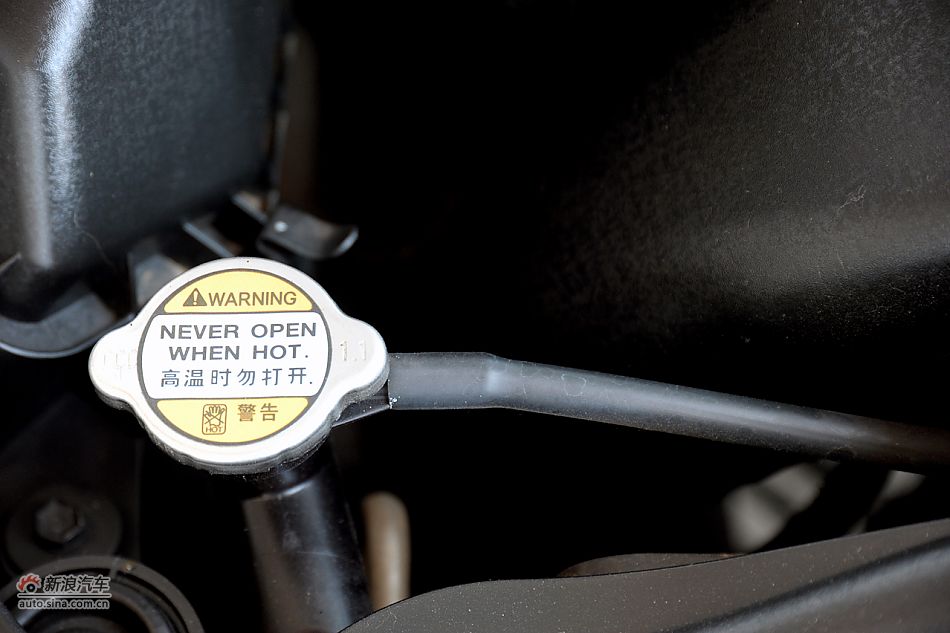 WARNING
NEVER OPEN
WHEN HOT.
高温时勿打开.
警告
HOT
1.1
新浪汽车
auto.sina.com.cn